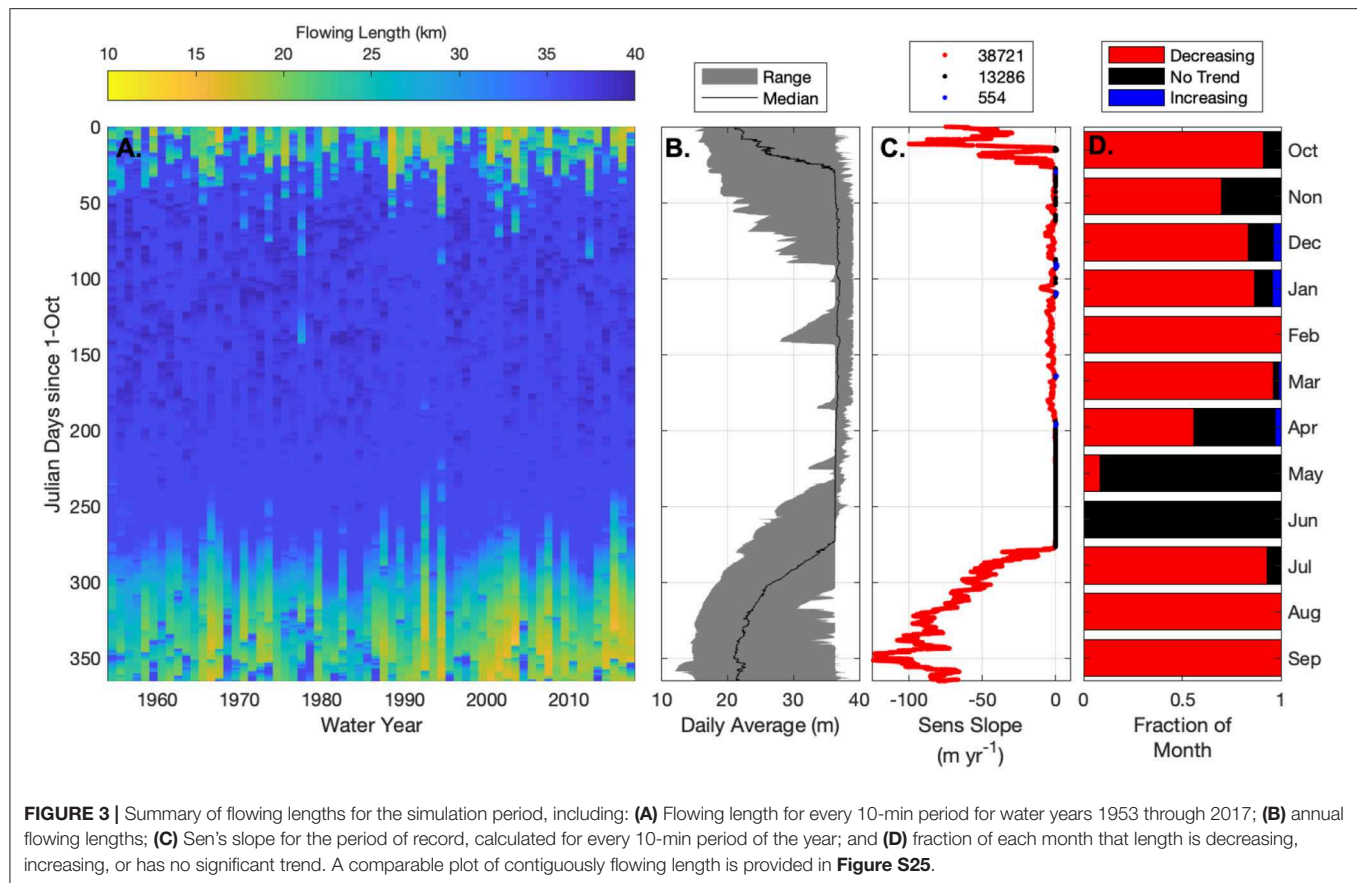 Flowing Length (km)
10 15 20 25 30 35 40
Range
Median
38721
13286
554
Decreasing
No Trend
Increasing
A.
B.
C.
D.
0
50
100
150
200
250
300
350
Julian Days since 1-Oct
1960 1970 1980 1990 2000 2010
Water Year
10 20 30 40
Daily Average (m)
-100 -50 0
Sens Slope
(m yr-1)
0 0.5 1
Fraction of
Month
Oct
Non
Dec
Jan
Feb
Mar
Apr
May
Jun
Jul
Aug
Sep
FIGURE 3 | Summary of flowing lengths for the simulation period, including: (A) Flowing length for every 10-min period for water years 1953 through 2017; (B) annual
flowing lengths; (C) Sen's slope for the period of record, calculated for every 10-min period of the year; and (D) fraction of each month that length is decreasing,
increasing, or has no significant trend. A comparable plot of contiguously flowing length is provided in Figure S25.